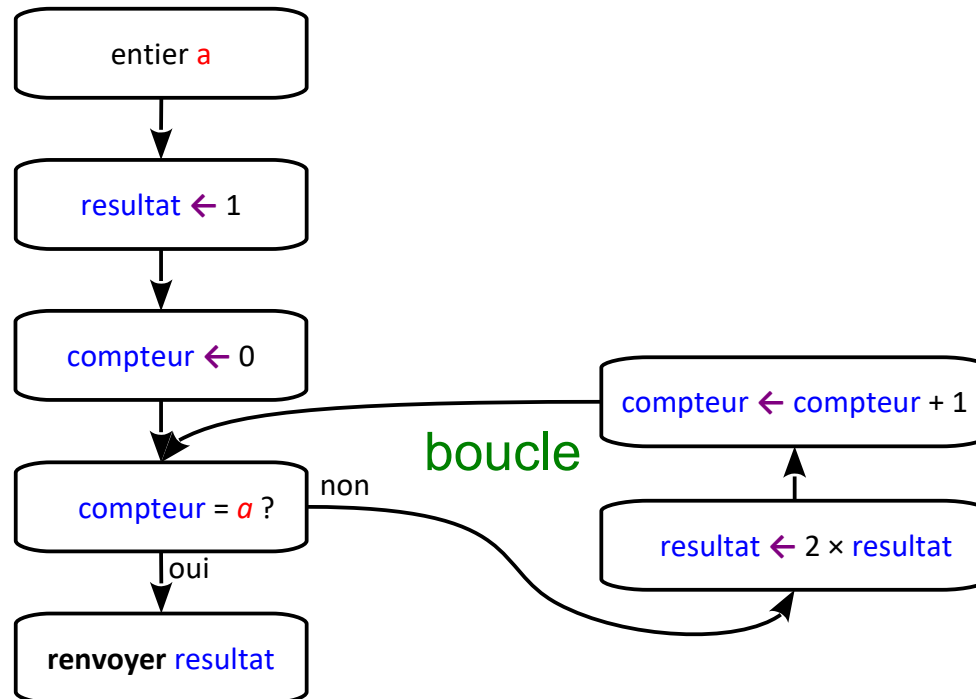 entier a
resultat ← 1
compteur ← 0
compteur = a ?
oui
renvoyer resultat
non
resultat ← 2 × resultat
compteur ← compteur + 1
boucle